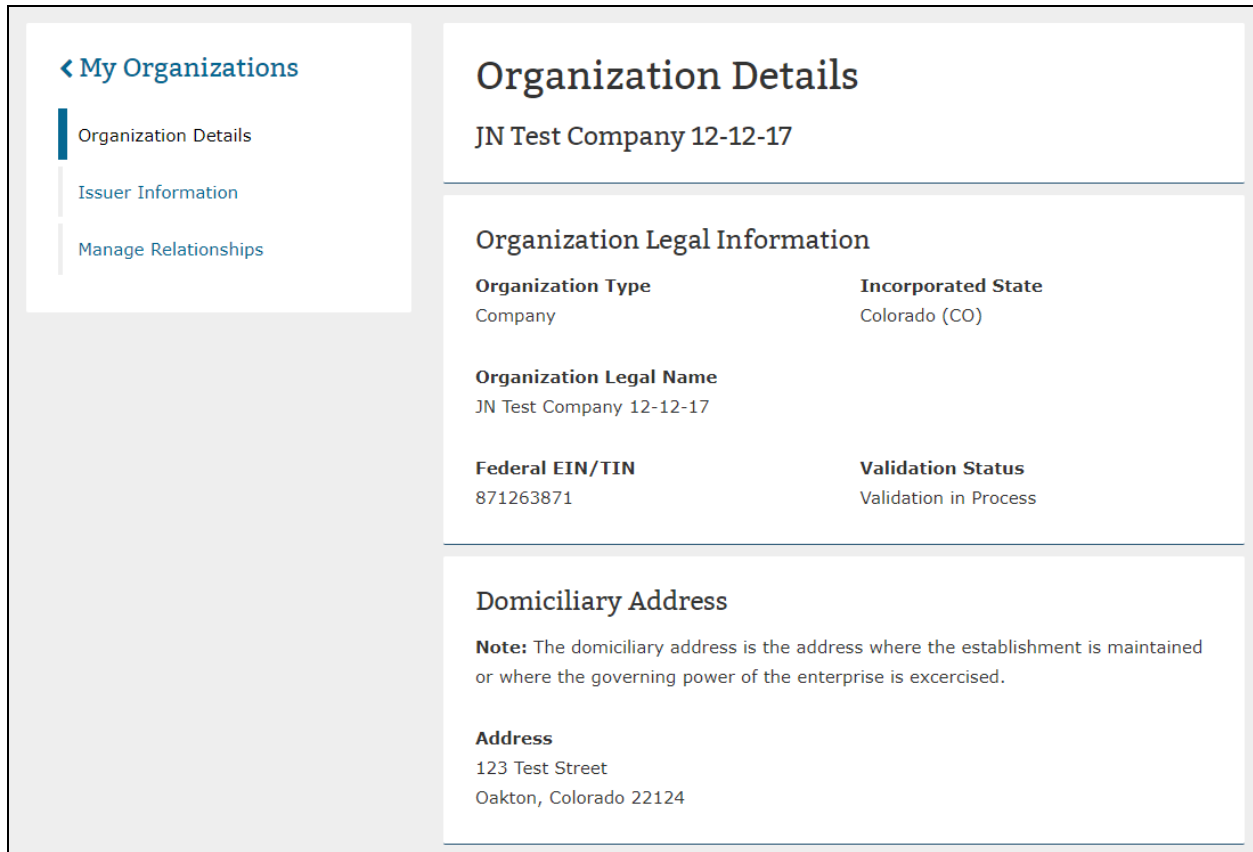 My Organizations
Organization Details
Issuer Information
Manage Relationships
Organization Details
JN Test Company 12-12-17
Organization Legal Information
Organization Type
Company
Incorporated State
Colorado (CO)
Organization Legal Name
JN Test Company 12-12-17
Federal EIN/TIN
871263871
Validation Status
Validation in Process
Domiciliary Address
Note: The domiciliary address is the address where the establishment is maintained
or where the governing power of the enterprise is excercised.
Address
123 Test Street
Oakton, Colorado 22124